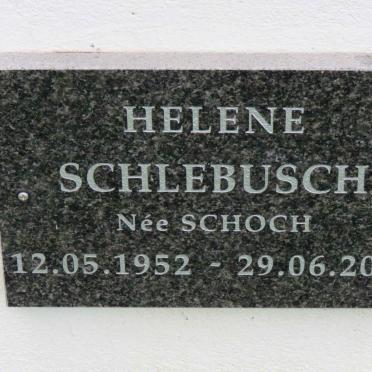 HELENE
SCHLEBUSCH
Née SCHOCH
12.05.1952 - 29.06.20